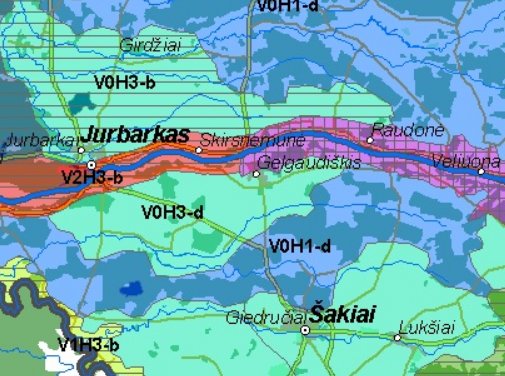 V0H1-d
Girdžiai
V0H3-b
Jurbarkai Jurbarkas Skirsnemunė Raudonė
Gelgaudiškis Veliuona
V2H3-b
V0H3-d
V0H1-d
Giedručiai Šakiai Lukšiai
V1H3-b